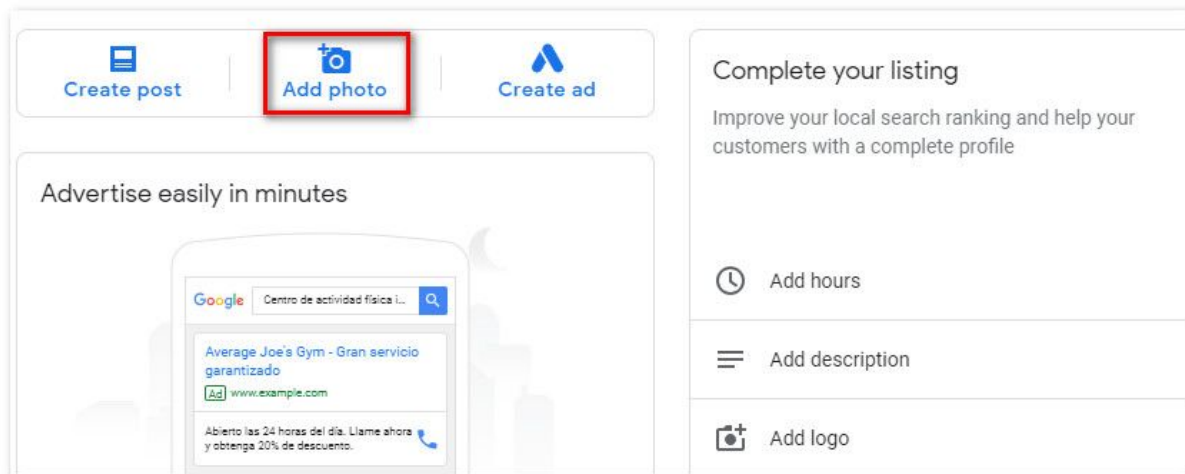 Create post
Add photo
Create ad
Advertise easily in minutes
Google
Centro de actividad física i...
Average Joe's Gym - Gran servicio
garantizado
Ad www.example.com
Abierto las 24 horas del día. Llame ahora
y obtenga 20% de descuento.
Complete your listing
Improve your local search ranking and help your
customers with a complete profile
Add hours
Add description
Add logo